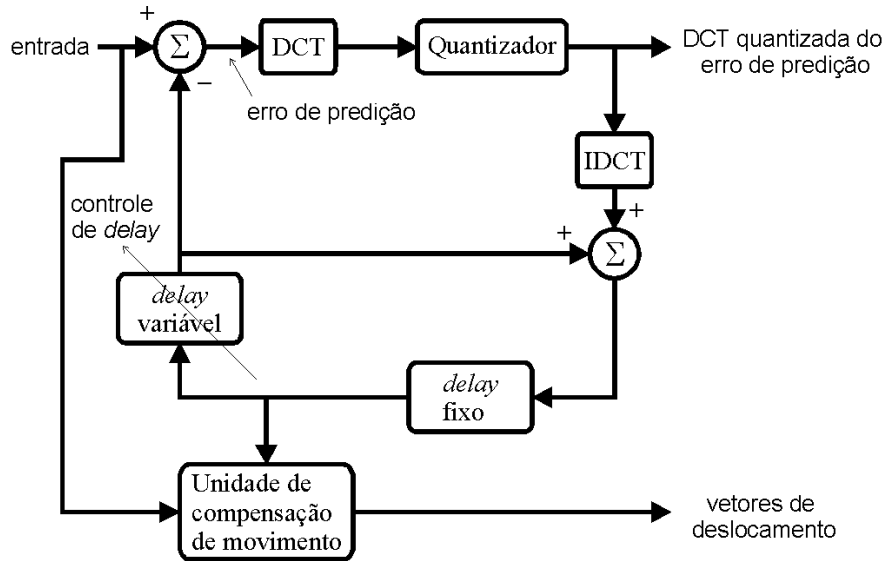 +
entrada
Σ
DCT
Quantizador
DCT quantizada do
erro de predição
−
erro de predição
IDCT
controle
de delay
+
+
Σ
delay
variável
delay
fixo
Unidade de
compensação
de movimento
vetores de
deslocamento